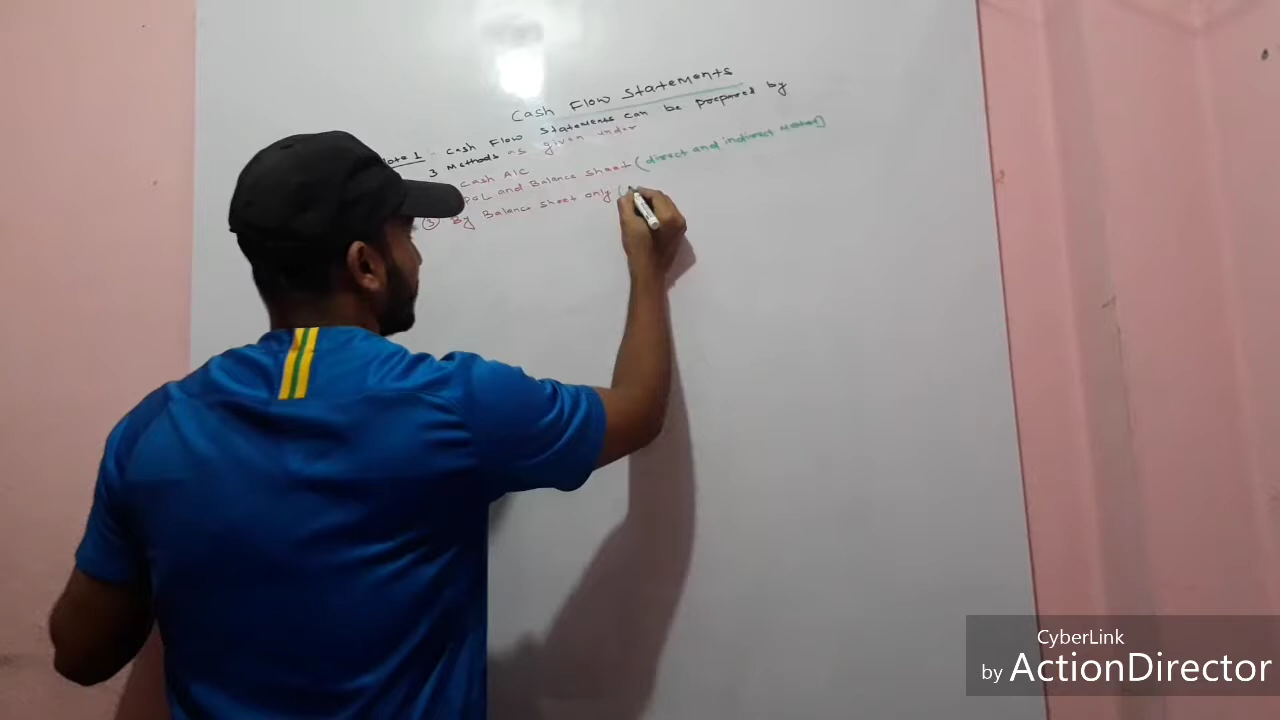 Cash Flow Statements
Note 1 - Cash Flow Statements can be prepared by
3 Methods as given under
Cash A/C
P&L and Balance sheet (direct and indirect Method)
③ By Balance sheet only (
CyberLink
by ActionDirector